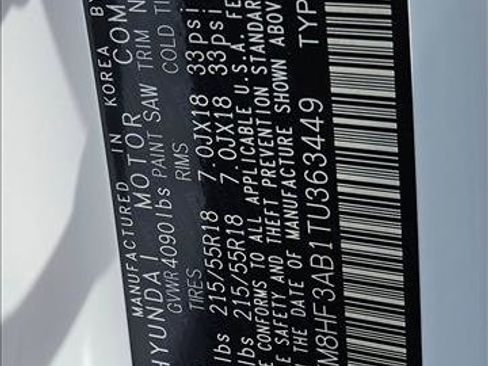 MANUFACTURED IN KOREA BY
HYUNDAI MOTOR COM
GVWR 4090lbs PAINT SAW TRIM N
TIRES RIMS COLD TI
lbs 215/55R18 7.0JX18 33psi
lbs 215/55R18 7.0JX18 33psi
E CONFORMS TO ALL APPLICABLE U.S.A. FE
E SAFETY AND THEFT PREVENTION STANDAR
N THE DATE OF MANUFACTURE SHOWN ABOV
M8HF3AB1TU363449 TYP